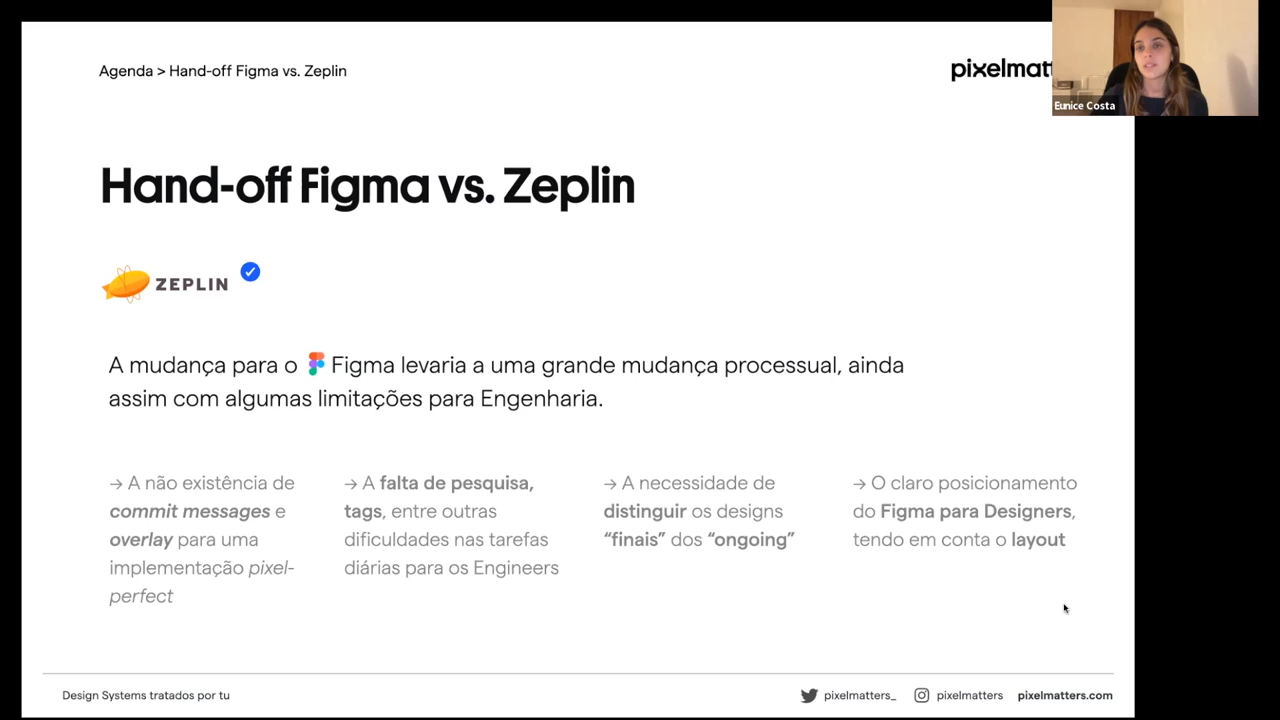 Agenda > Hand-off Figma vs. Zeplin
pixelmatt
Eunice Costa
Hand-off Figma vs. Zeplin
ZEPLIN
A mudança para o Figma levaria a uma grande mudança processual, ainda
assim com algumas limitações para Engenharia.
→ A não existência de
commit messages e
overlay para uma
implementação pixel-
perfect
→ A falta de pesquisa,
tags, entre outras
dificuldades nas tarefas
diárias para os Engineers
→ A necessidade de
distinguir os designs
“finais” dos “ongoing”
→ O claro posicionamento
do Figma para Designers,
tendo em conta o layout
Design Systems tratados por tu
pixelmatters_
pixelmatters
pixelmatters.com